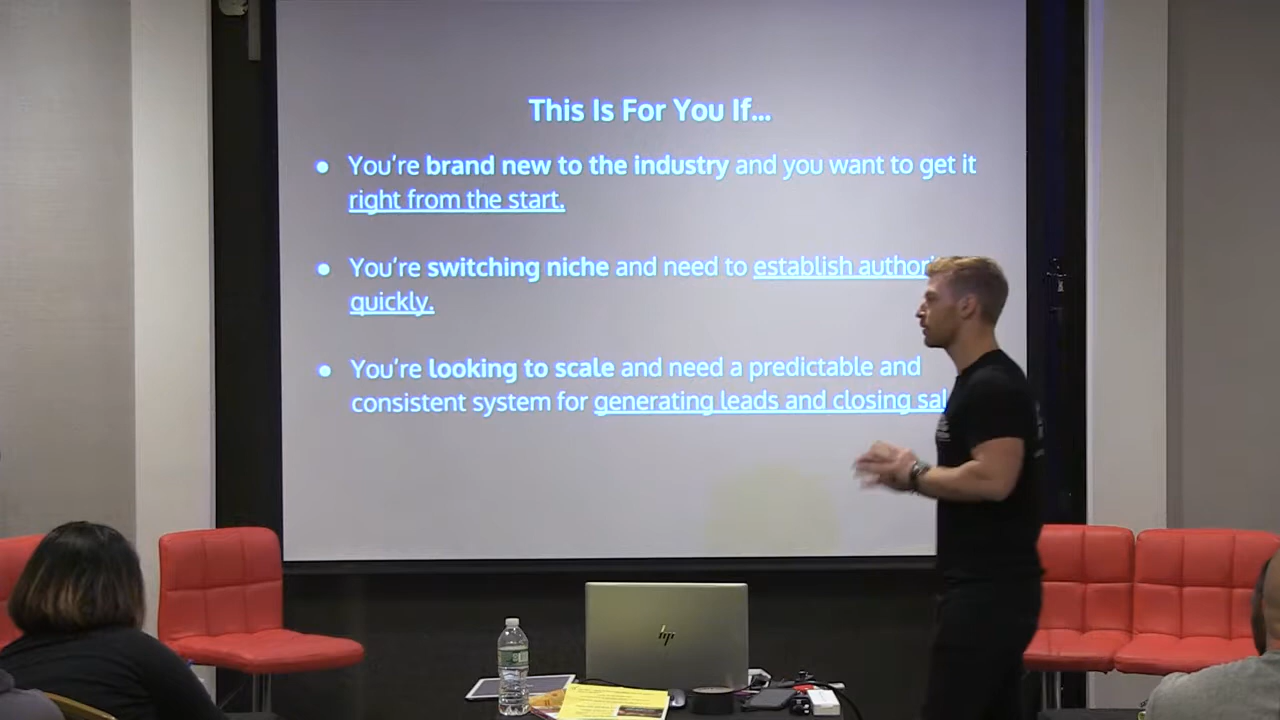 This Is For You If...
● You're brand new to the industry and you want to get it
right from the start.
● You're switching niche and need to establish
quickly.
● You're looking to scale and need a predictable and
consistent system for generating leads and closing
hp